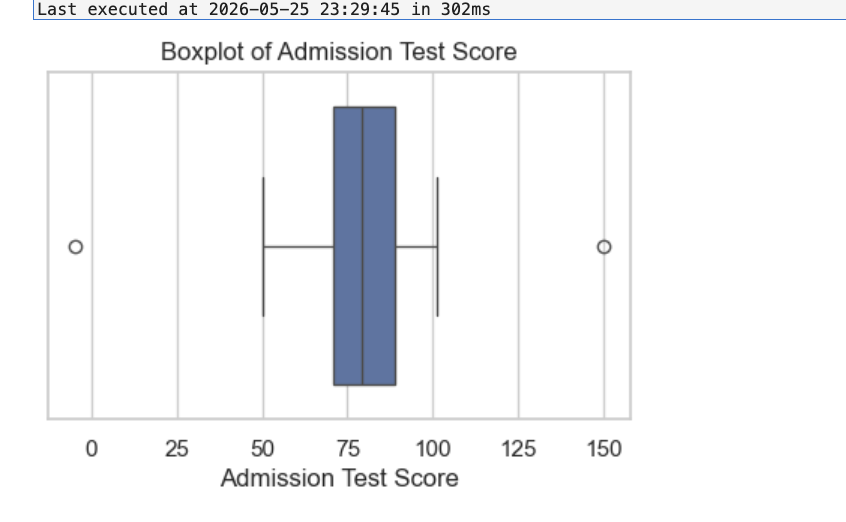 Last executed at 2026-05-25 23:29:45 in 302ms
Boxplot of Admission Test Score
0 25 50 75 100 125 150
Admission Test Score